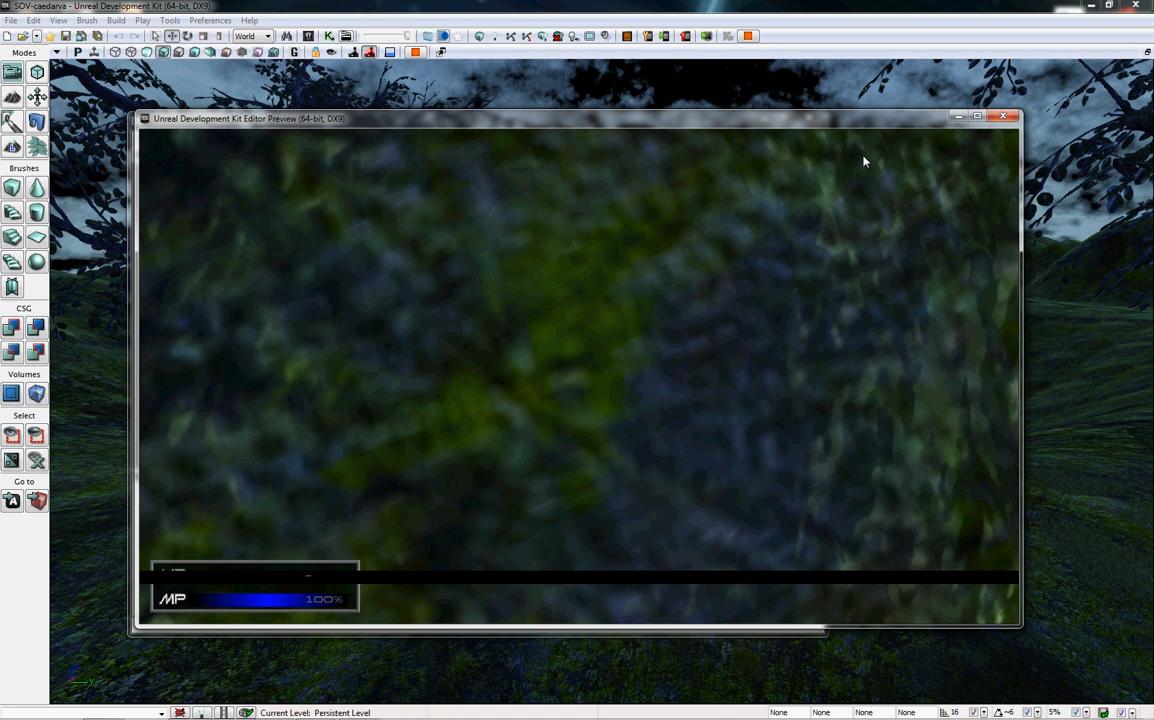 SOV-caedarva - Unreal Development Kit (64-bit, DX9)
File Edit View Brush Build Play Tools Preferences Help
World
Modes
P
G
Unreal Development Kit Editor Preview (64-bit, DX9)
Brushes
CSG
Volumes
Select
Go to
MP 100%
Y
Current Level: Persistent Level
None None None None 16 ~6 5%